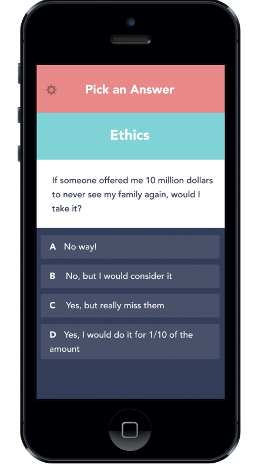 Pick an Answer
Ethics
If someone offered me 10 million dollars
to never see my family again, would I
take it?
A No way!
B No, but I would consider it
C Yes, but really miss them
D Yes, I would do it for 1/10 of the
amount